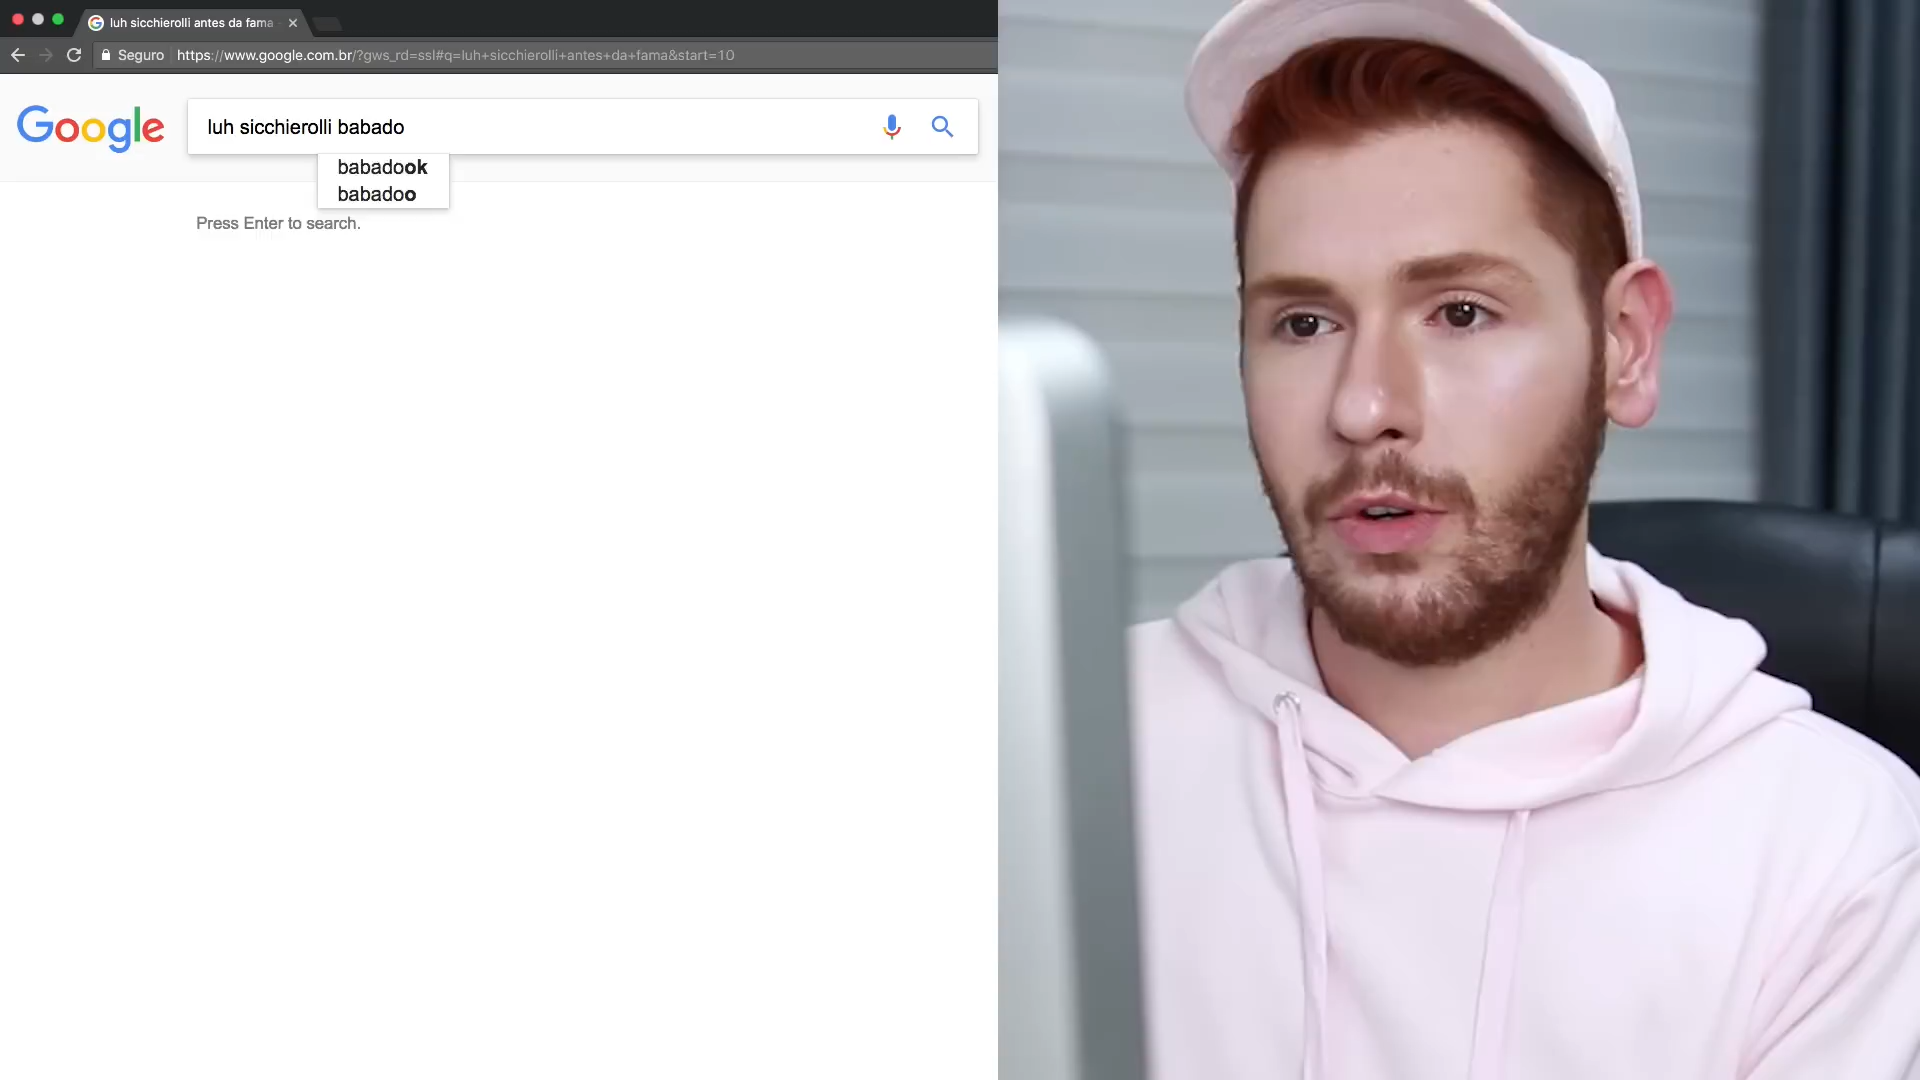 luh sicchierolli antes da fama
Seguro
https://www.google.com.br/?gws_rd=ssl#q=luh+sicchierolli+antes+da+fama&start=10
Google
luh sicchierolli babado
babadook
babadoo
Press Enter to search.